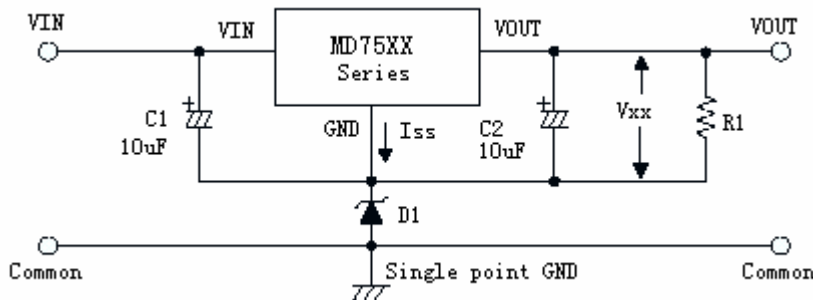 VIN
VIN
MD75XX
Series
VOUT
VOUT
C1
10uF
GND
Iss
C2
10uF
Vxx
R1
D1
Common
Single point GND
Common